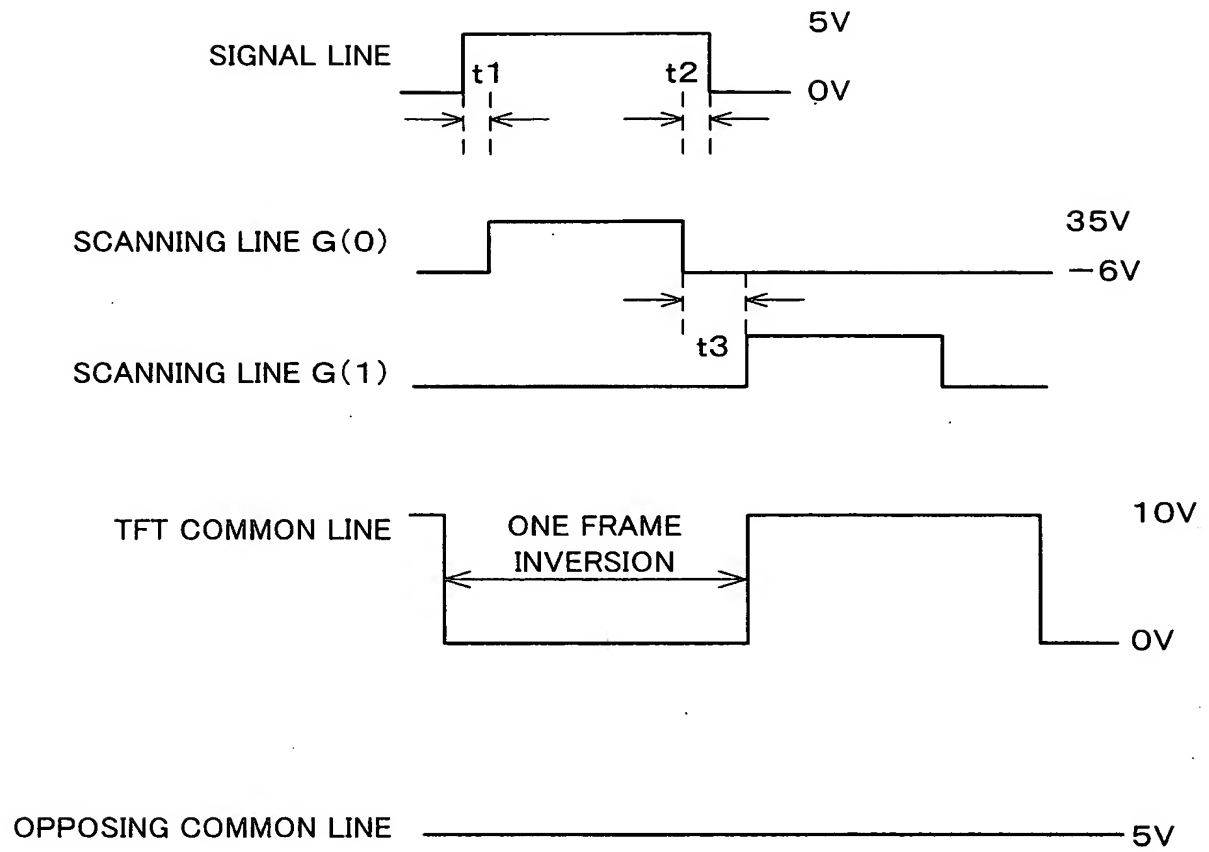 5V
SIGNAL LINE
t1
t2
0V
35V
SCANNING LINE G(0)
−6V
t3
SCANNING LINE G(1)
10V
TFT COMMON LINE
ONE FRAME
INVERSION
0V
OPPOSING COMMON LINE
5V